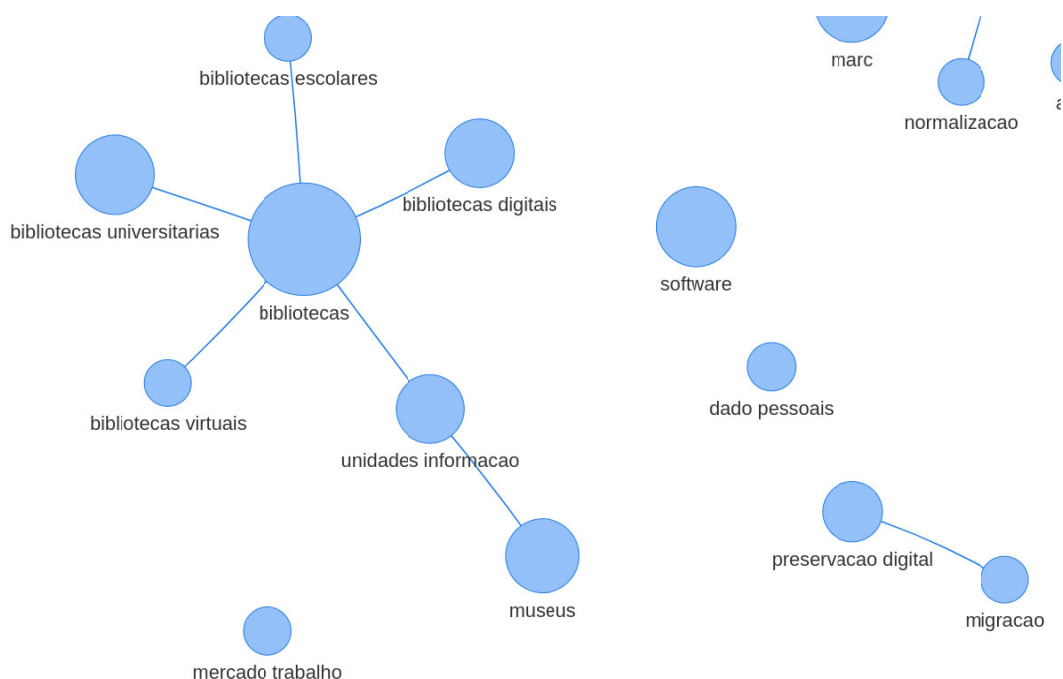 marc
bibliotecas escolares
normalizacao
a
bibliotecas digitais
bibliotecas universitarias
software
bibliotecas
dado pessoais
bibliotecas virtuais
unidades informacao
preservacao digital
museus
migracao
mercado trabalho